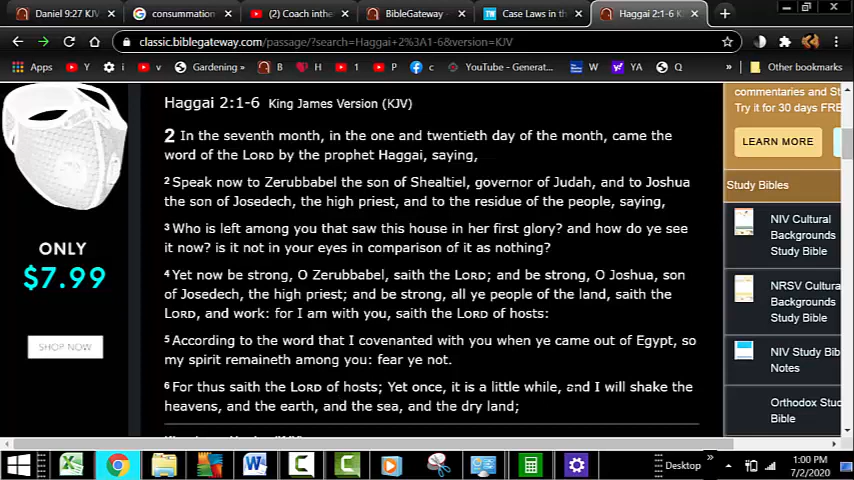 Daniel 9:27 KJV
consummation
(2) Coach inthe
BibleGateway
Case Laws in th
Haggai 2:1-6 K
classic.biblegateway.com/passage/?search=Haggai+2%3A1-6&version=KJV
Apps
Y
i
v
Gardening »
B
H
1
P
c
YouTube - Generat...
W
YA
Q
»
Other bookmarks
ONLY
$7.99
SHOP NOW
Haggai 2:1-6 King James Version (KJV)
2 In the seventh month, in the one and twentieth day of the month, came the
word of the LORD by the prophet Haggai, saying,
2 Speak now to Zerubbabel the son of Shealtiel, governor of Judah, and to Joshua
the son of Josedech, the high priest, and to the residue of the people, saying,
3 Who is left among you that saw this house in her first glory? and how do ye see
it now? is it not in your eyes in comparison of it as nothing?
4 Yet now be strong, O Zerubbabel, saith the LORD; and be strong, O Joshua, son
of Josedech, the high priest; and be strong, all ye people of the land, saith the
LORD, and work: for I am with you, saith the LORD of hosts:
5 According to the word that I covenanted with you when ye came out of Egypt, so
my spirit remaineth among you: fear ye not.
6 For thus saith the LORD of hosts; Yet once, it is a little while, and I will shake the
heavens, and the earth, and the sea, and the dry land;
commentaries and St
Try it for 30 days FRE
LEARN MORE
Study Bibles
NIV Cultural
Backgrounds
Study Bible
NRSV Cultura
Backgrounds
Study Bible
NIV Study Bib
Notes
Orthodox Stud
Bible
Desktop
»
1:00 PM
7/2/2020